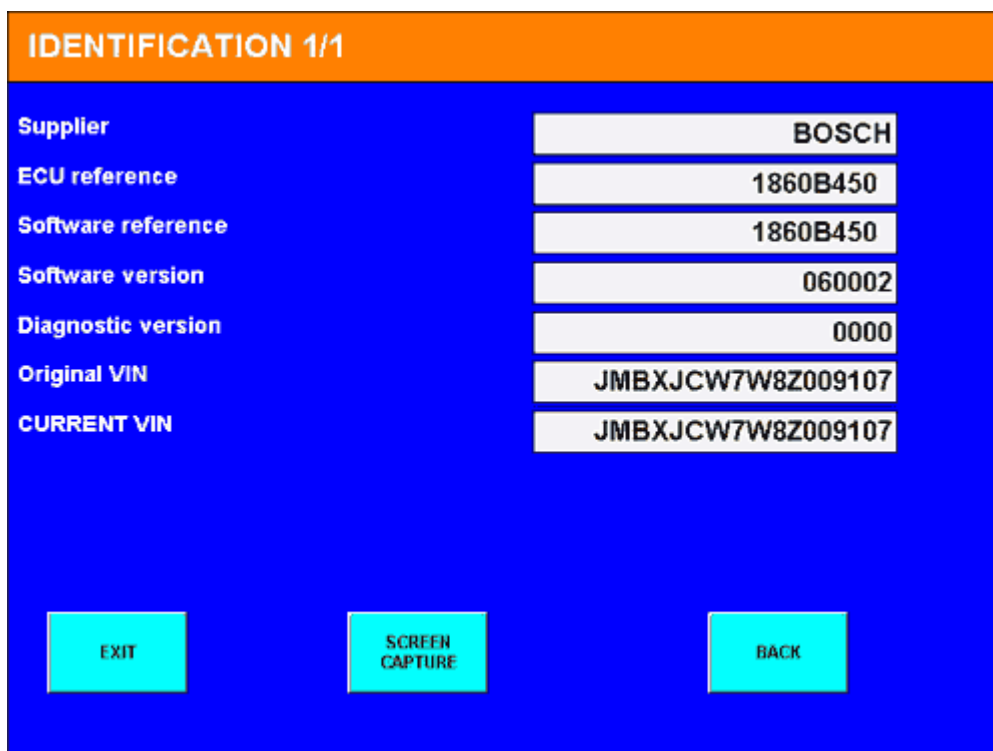 IDENTIFICATION 1/1
Supplier BOSCH
ECU reference 1860B450
Software reference 1860B450
Software version 060002
Diagnostic version 0000
Original VIN JMBXJCW7W8Z009107
CURRENT VIN JMBXJCW7W8Z009107
EXIT
SCREEN
CAPTURE
BACK